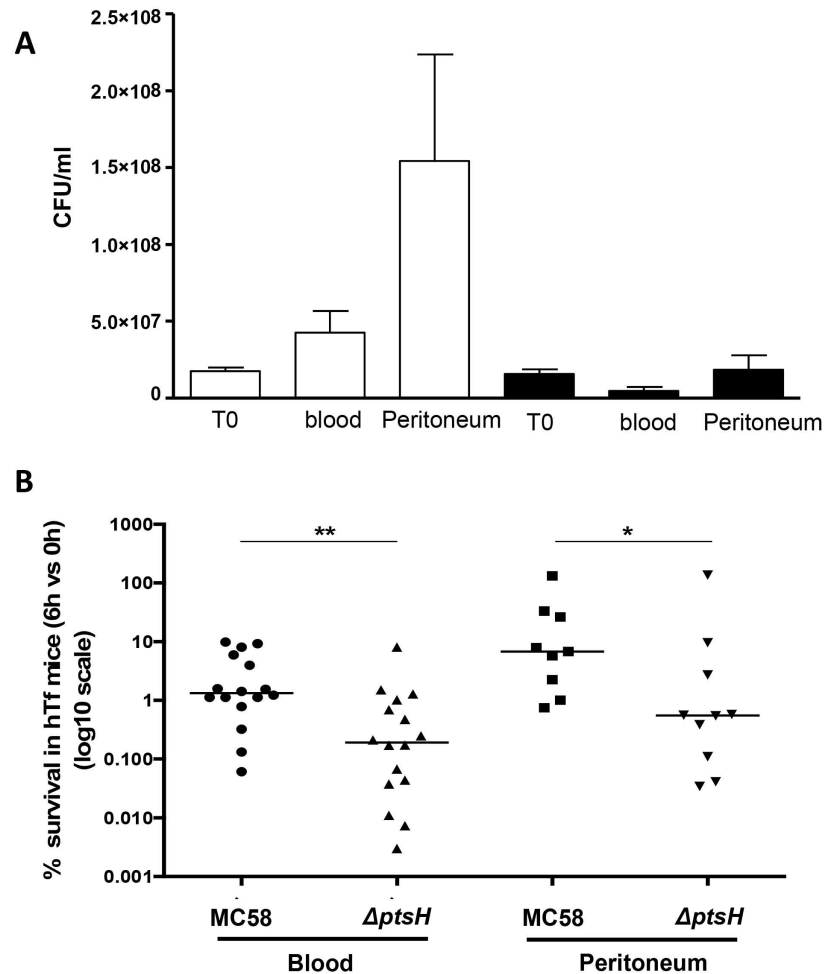 A
CFU/ml
2.5×10⁸
2.0×10⁸
1.5×10⁸
1.0×10⁸
5.0×10⁷
0
T0 blood Peritoneum T0 blood Peritoneum
B
% survival in hTf mice (6h vs 0h)
(log10 scale)
1000
100
10
1
0.100
0.010
0.001
** *
MC58 ΔptsH MC58 ΔptsH
Blood Peritoneum